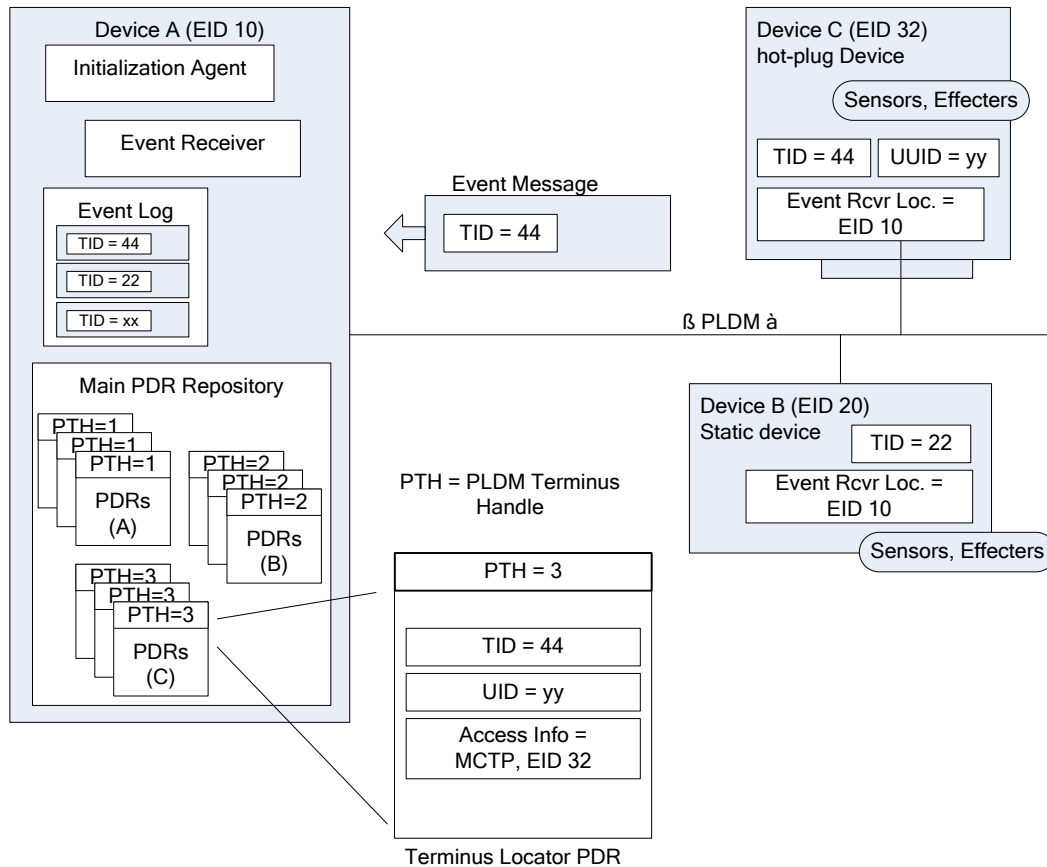 Device A (EID 10)
Initialization Agent
Event Receiver
Event Log
TID = 44
TID = 22
TID = xx
Main PDR Repository
PTH=1
PTH=1
PTH=1
PDRs
(A)
PTH=2
PTH=2
PTH=2
PDRs
(B)
PTH=3
PTH=3
PTH=3
PDRs
(C)
Event Message
TID = 44
Device C (EID 32)
hot-plug Device
Sensors, Effecters
TID = 44
UUID = yy
Event Rcvr Loc. =
EID 10
ß PLDM à
Device B (EID 20)
Static device
TID = 22
Event Rcvr Loc. =
EID 10
Sensors, Effecters
PTH = PLDM Terminus
Handle
PTH = 3
TID = 44
UID = yy
Access Info =
MCTP, EID 32
Terminus Locator PDR